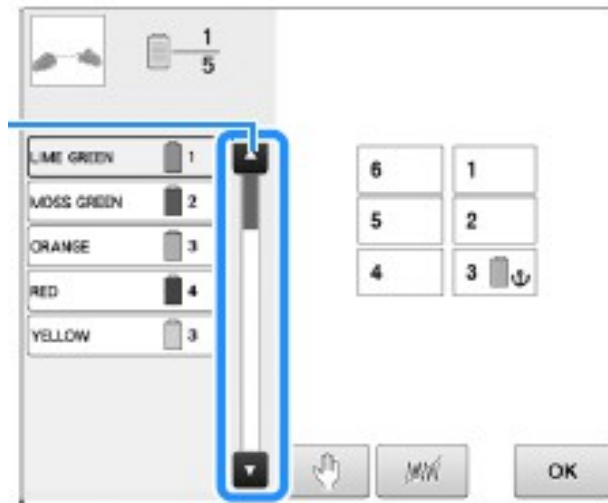 1
5
LIME GREEN 1
MOSS GREEN 2
ORANGE 3
RED 4
YELLOW 3
6 1
5 2
4 3
OK